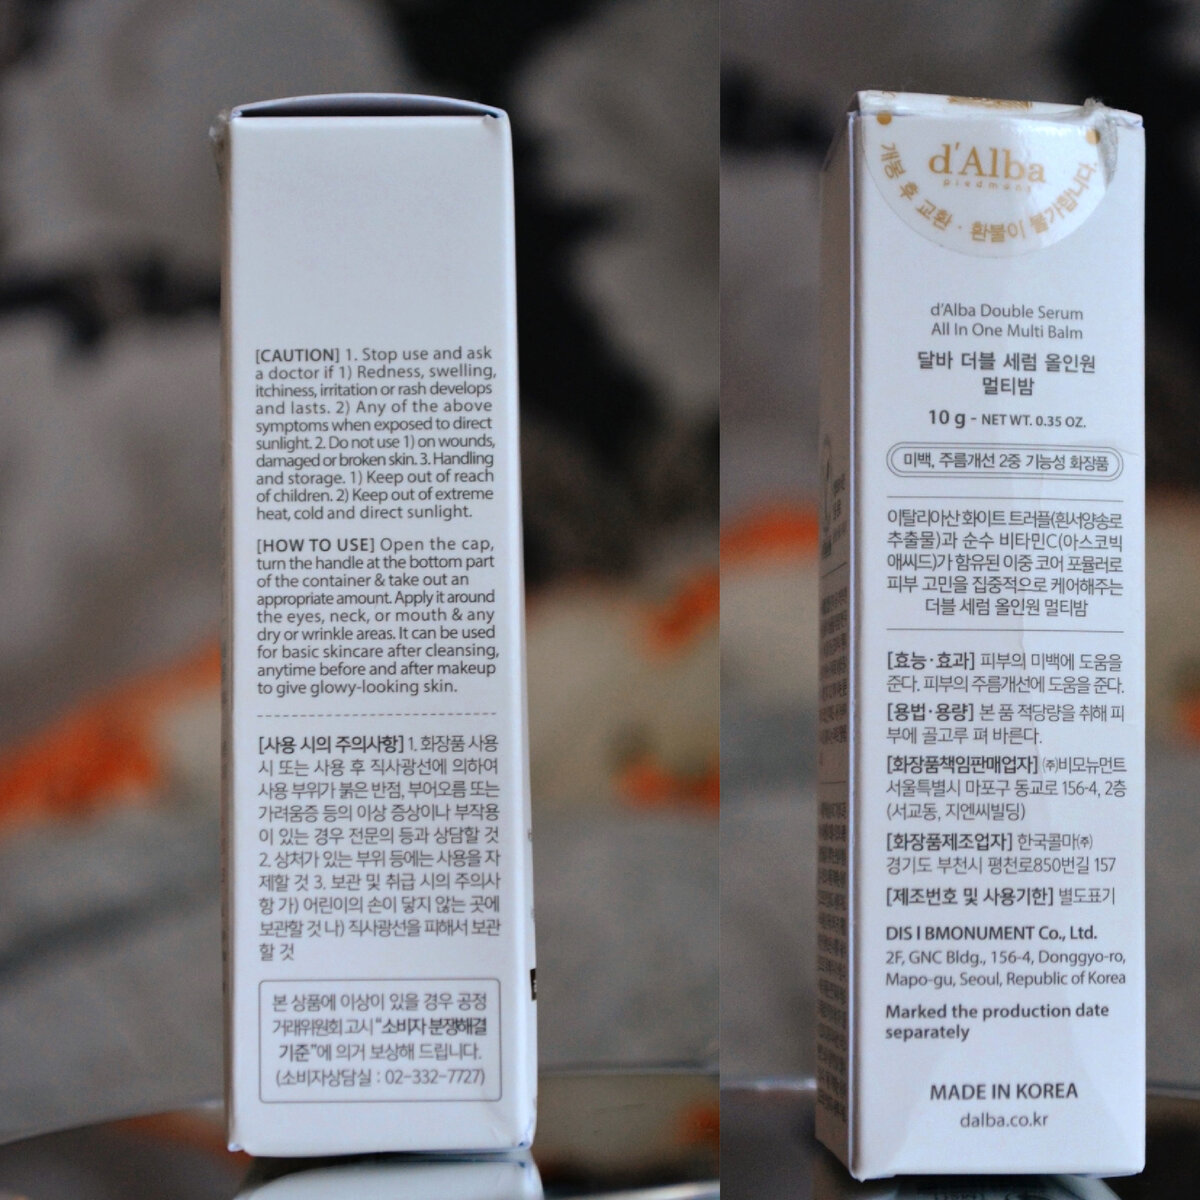 [CAUTION] 1. Stop use and ask
a doctor if 1) Redness, swelling,
itchiness, irritation or rash develops
and lasts. 2) Any of the above
symptoms when exposed to direct
sunlight. 2. Do not use 1) on wounds,
damaged or broken skin. 3. Handling
and storage. 1) Keep out of reach
of children. 2) Keep out of extreme
heat, cold and direct sunlight.
[HOW TO USE] Open the cap,
turn the handle at the bottom part
of the container & take out an
appropriate amount. Apply it around
the eyes, neck, or mouth & any
dry or wrinkle areas. It can be used
for basic skincare after cleansing,
anytime before and after makeup
to give glowy-looking skin.
[사용 시의 주의사항] 1. 화장품 사용
시 또는 사용 후 직사광선에 의하여
사용 부위가 붉은 반점, 부어오름 또는
가려움증 등의 이상 증상이나 부작용
이 있는 경우 전문의 등과 상담할 것
2. 상처가 있는 부위 등에는 사용을 자
제할 것 3. 보관 및 취급 시의 주의사
항 가) 어린이의 손이 닿지 않는 곳에
보관할 것 나) 직사광선을 피해서 보관
할 것
본 상품에 이상이 있을 경우 공정
거래위원회 고시 "소비자 분쟁해결
기준"에 의거 보상해 드립니다.
(소비자상담실 : 02-332-7727)
d'Alba
piedmont
개봉 후 교환 · 환불이 불가합니다.
d'Alba Double Serum
All In One Multi Balm
달바 더블 세럼 올인원
멀티밤
10 g - NET WT. 0.35 OZ.
미백, 주름개선 2중 기능성 화장품
이탈리아산 화이트 트러플(흰서양송로
추출물)과 순수 비타민C(아스코빅
애씨드)가 함유된 이중 코어 포뮬러로
피부 고민을 집중적으로 케어해주는
더블 세럼 올인원 멀티밤
[효능·효과] 피부의 미백에 도움을
준다. 피부의 주름개선에 도움을 준다.
[용법·용량] 본 품 적당량을 취해 피
부에 골고루 펴 바른다.
[화장품책임판매업자] ㈜비모뉴먼트
서울특별시 마포구 동교로 156-4, 2층
(서교동, 지엔씨빌딩)
[화장품제조업자] 한국콜마㈜
경기도 부천시 평천로850번길 157
[제조번호 및 사용기한] 별도표기
DIS I BMONUMENT Co., Ltd.
2F, GNC Bldg., 156-4, Donggyo-ro,
Mapo-gu, Seoul, Republic of Korea
Marked the production date
separately
MADE IN KOREA
dalba.co.kr